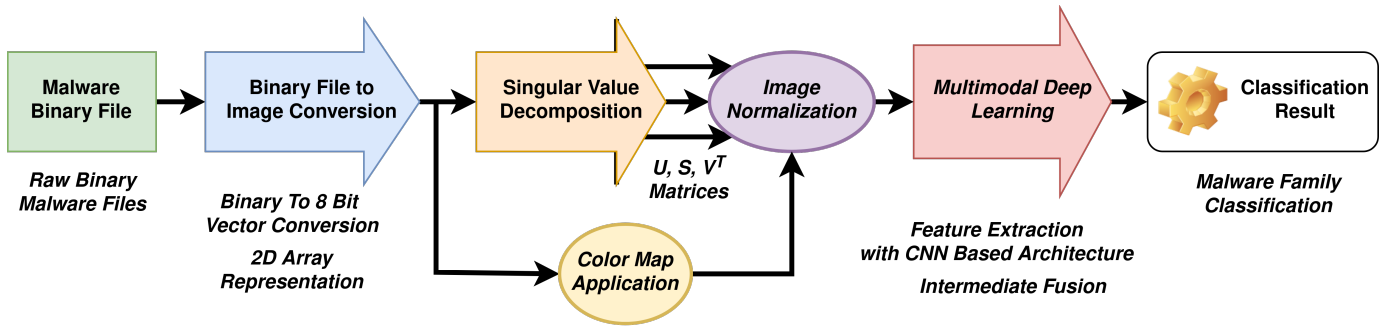 Malware
Binary File
Raw Binary
Malware Files
Binary File to
Image Conversion
Binary To 8 Bit
Vector Conversion
2D Array
Representation
Singular Value
Decomposition
U, S, Vᵀ
Matrices
Color Map
Application
Image
Normalization
Multimodal Deep
Learning
Feature Extraction
with CNN Based Architecture
Intermediate Fusion
Classification
Result
Malware Family
Classification